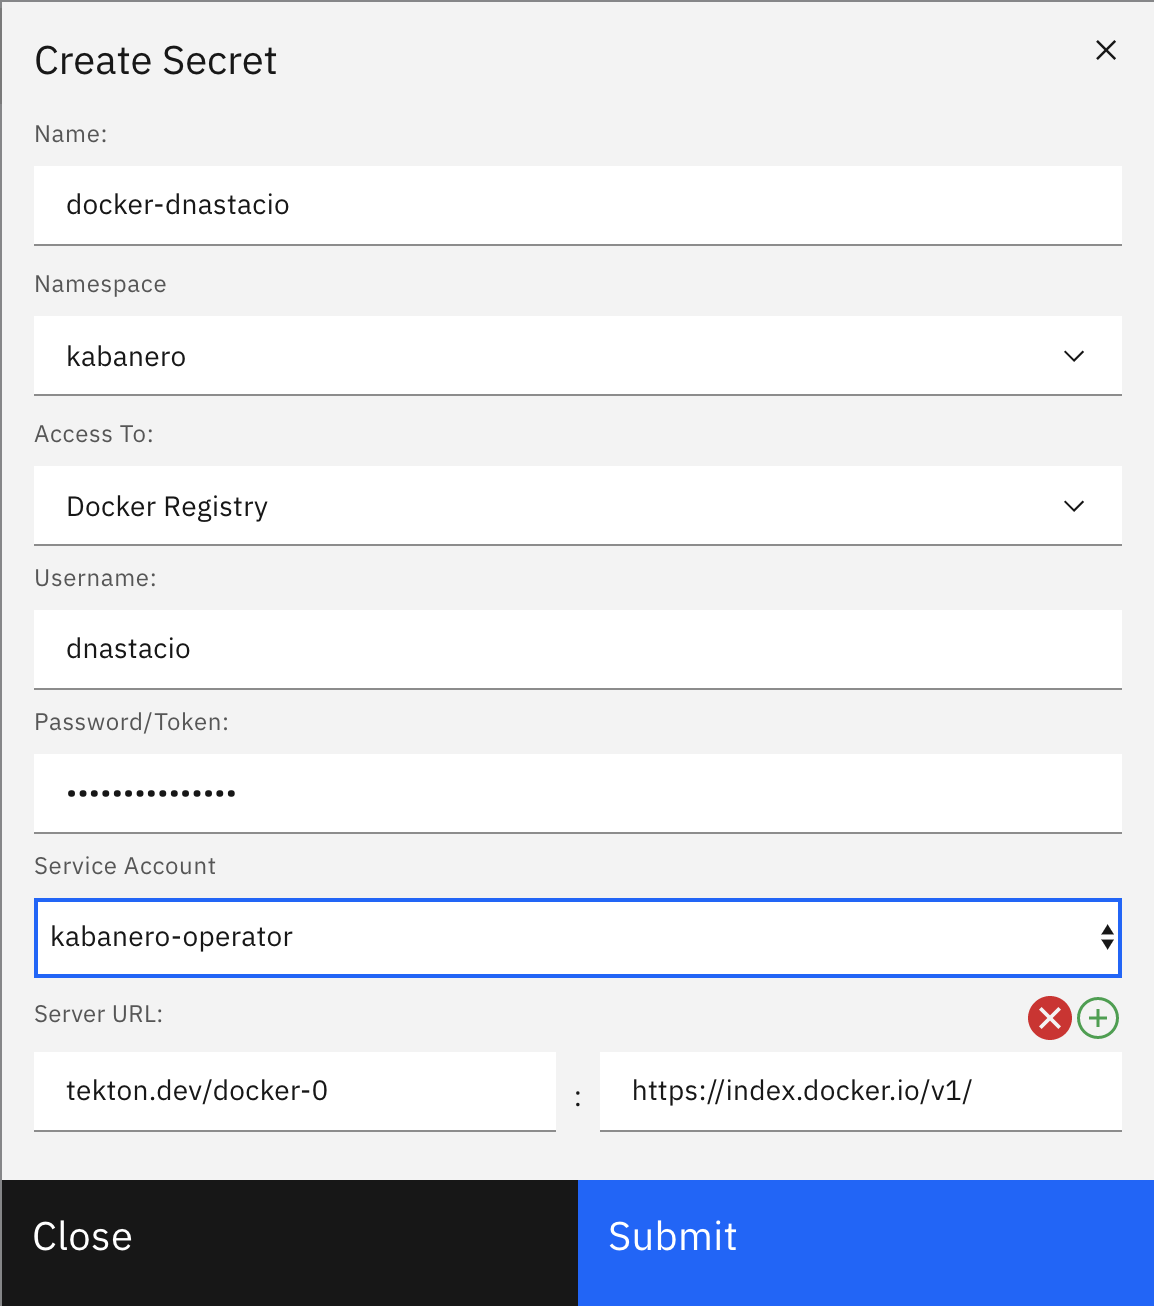 Create Secret
Name:
docker-dnastacio
Namespace
kabanero
Access To:
Docker Registry
Username:
dnastacio
Password/Token:
•••••••••••••••
Service Account
kabanero-operator
Server URL:
tekton.dev/docker-0 : https://index.docker.io/v1/
Close Submit